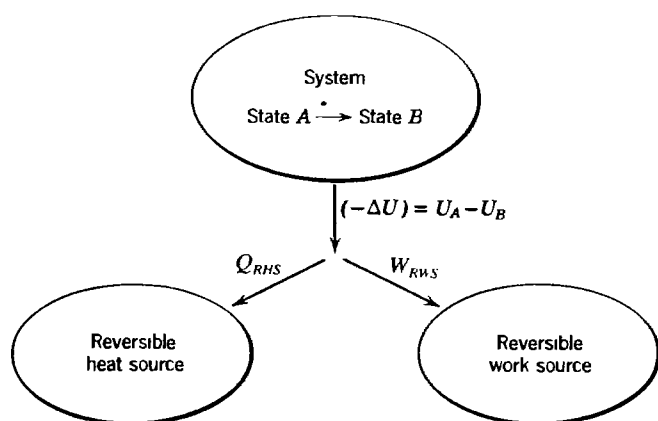 System
State A → State B
(−ΔU) = U_A − U_B
Q_RHS
W_RWS
Reversible
heat source
Reversible
work source